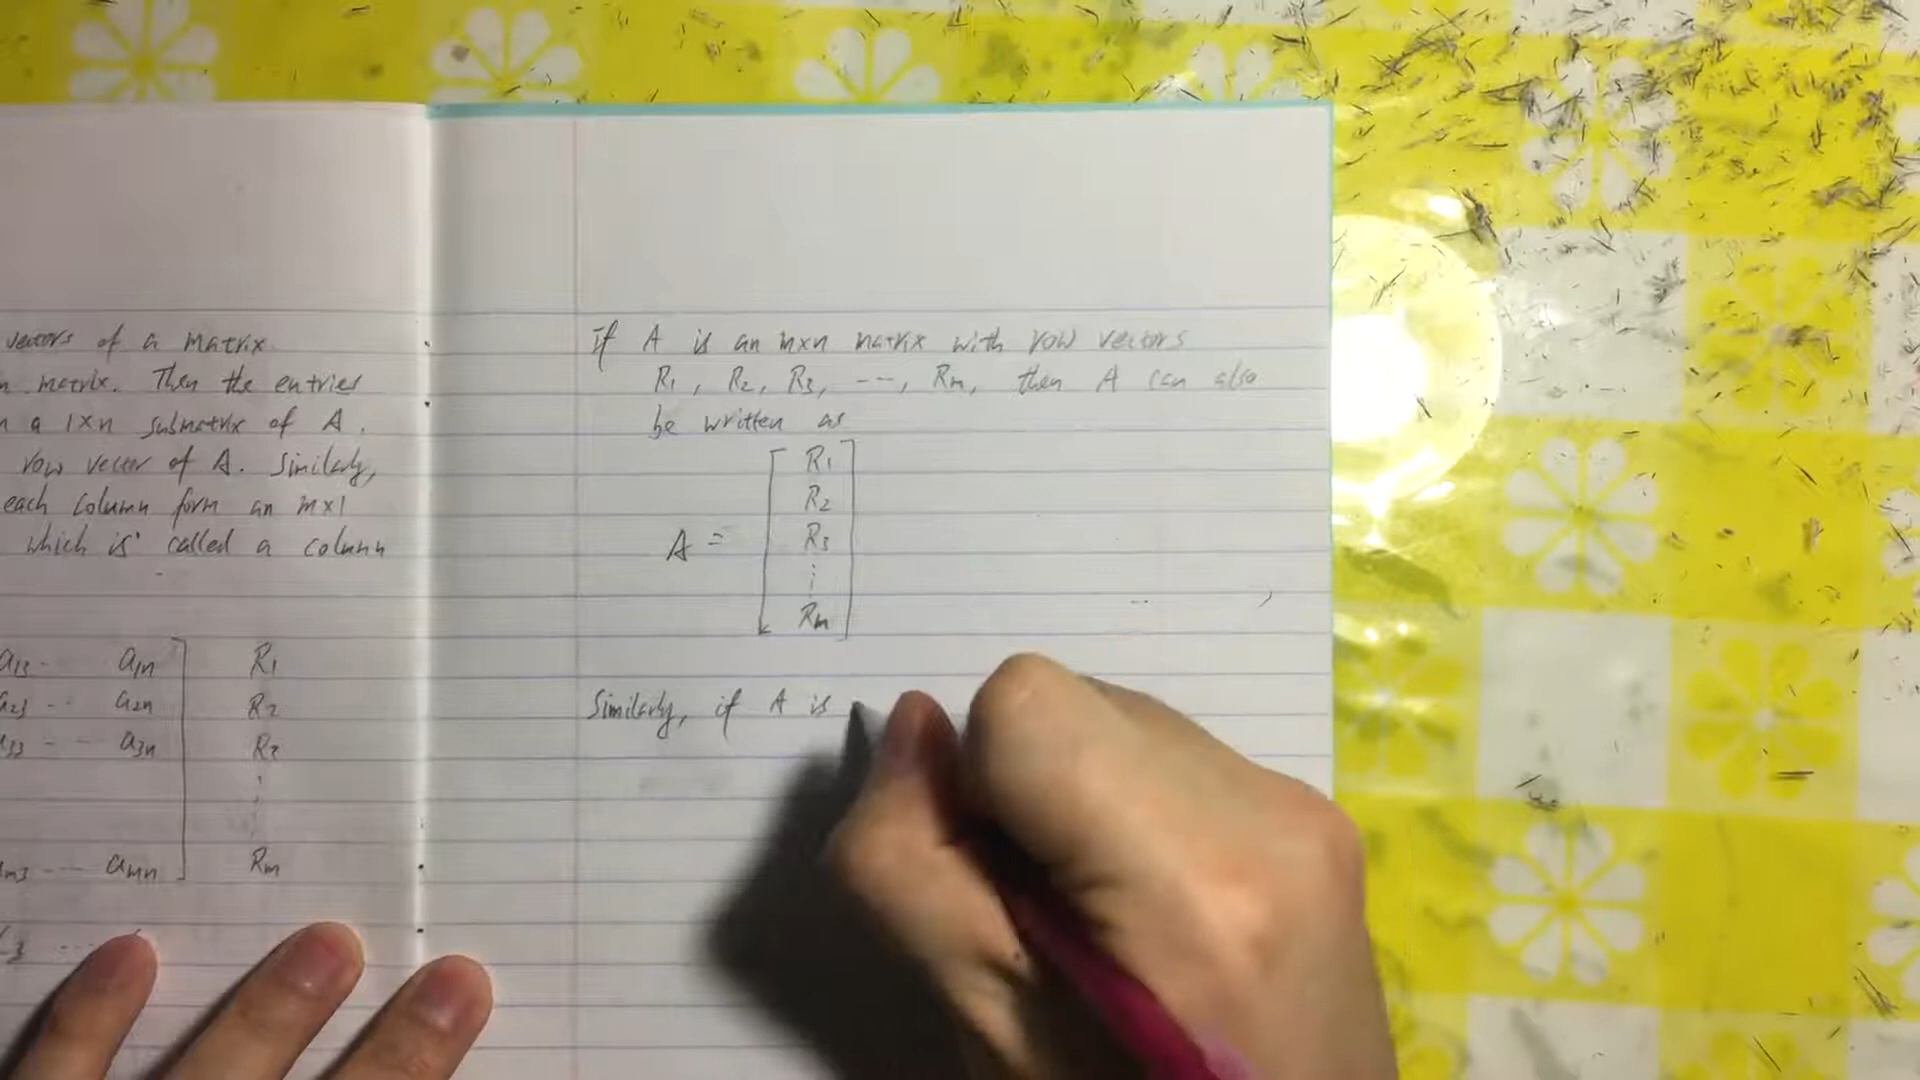 vectors of a matrix
matrix. Then the entries
a 1×n submatrix of A.
row vector of A. Similarly,
each column form an m×1
which is called a column
a13 - a1n R1
a23 -- a2n R2
a33 -- a3n R3
am3 --- amn Rm
If A is an m×n matrix with row vectors
R1, R2, R3, ---, Rm, then A can also
be written as
R1
R2
A = R3
⋮
Rm
Similarly, if A is